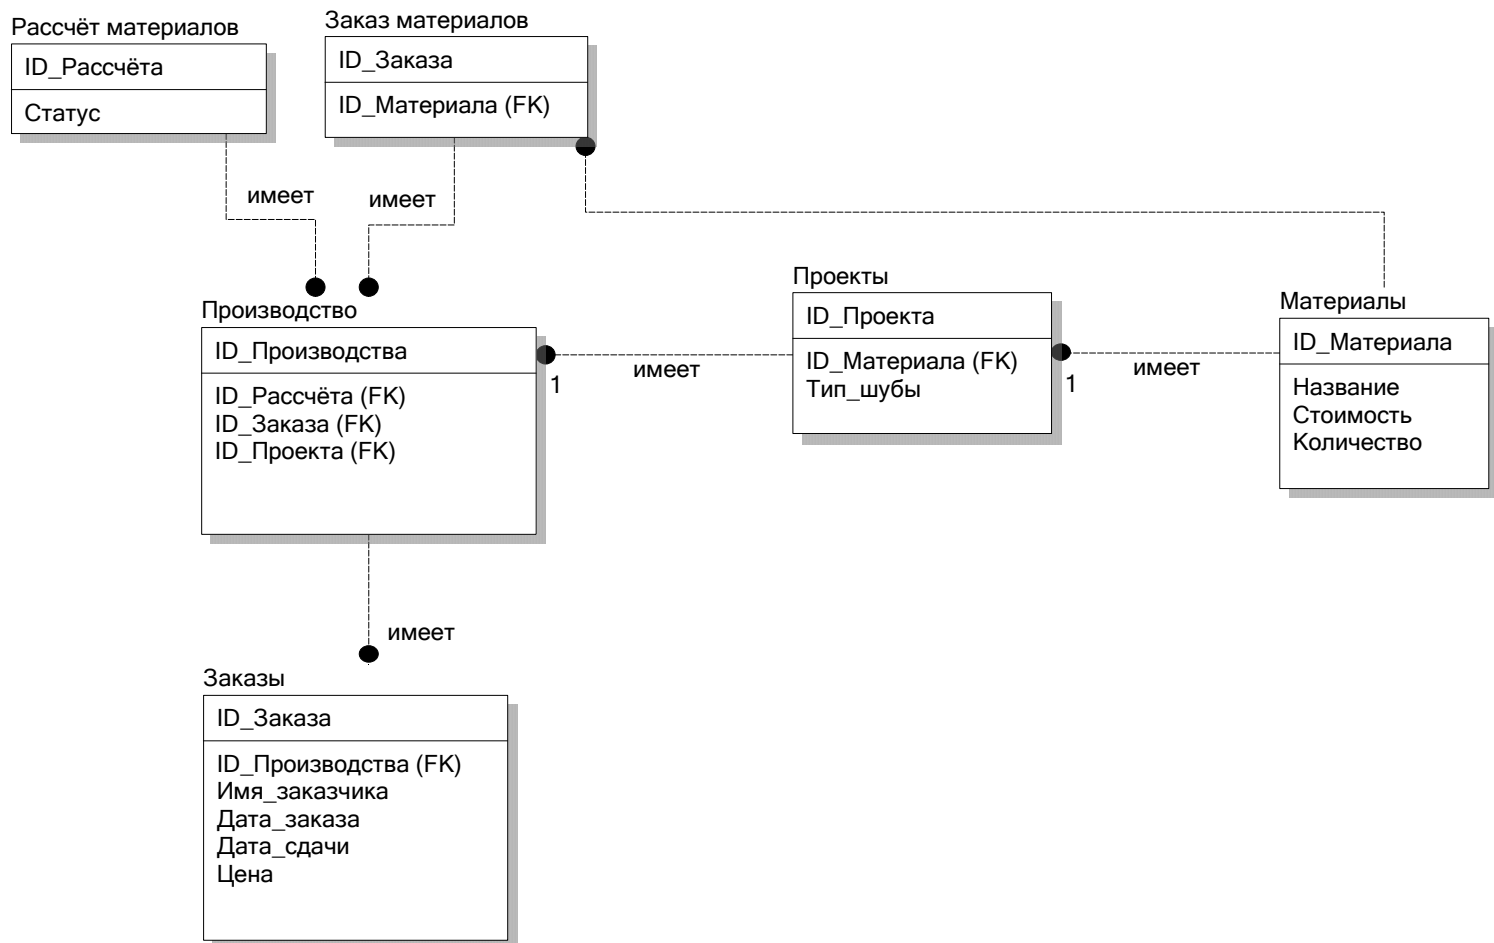 Рассчёт материалов
ID_Рассчёта
Статус
Заказ материалов
ID_Заказа
ID_Материала (FK)
имеет
имеет
Производство
ID_Производства
ID_Рассчёта (FK)
ID_Заказа (FK)
ID_Проекта (FK)
1
имеет
Проекты
ID_Проекта
ID_Материала (FK)
Тип_шубы
1
имеет
Материалы
ID_Материала
Название
Стоимость
Количество
имеет
Заказы
ID_Заказа
ID_Производства (FK)
Имя_заказчика
Дата_заказа
Дата_сдачи
Цена